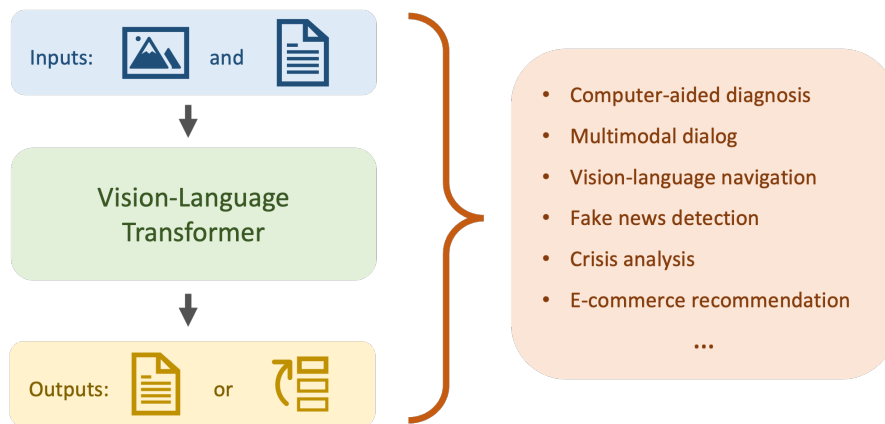 Inputs:
and
Vision-Language
Transformer
Outputs:
or
• Computer-aided diagnosis
• Multimodal dialog
• Vision-language navigation
• Fake news detection
• Crisis analysis
• E-commerce recommendation
...